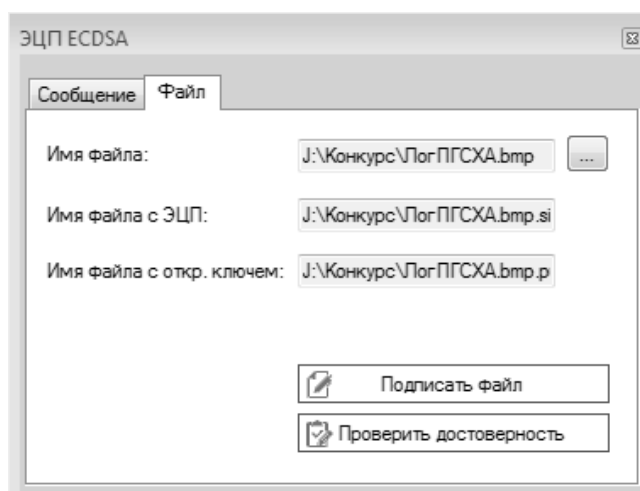 ЭЦП ECDSA
Сообщение Файл
Имя файла: J:\Конкурс\ЛогПГСХА.bmp ...
Имя файла с ЭЦП: J:\Конкурс\ЛогПГСХА.bmp.si
Имя файла с откр. ключем: J:\Конкурс\ЛогПГСХА.bmp.p
Подписать файл
Проверить достоверность